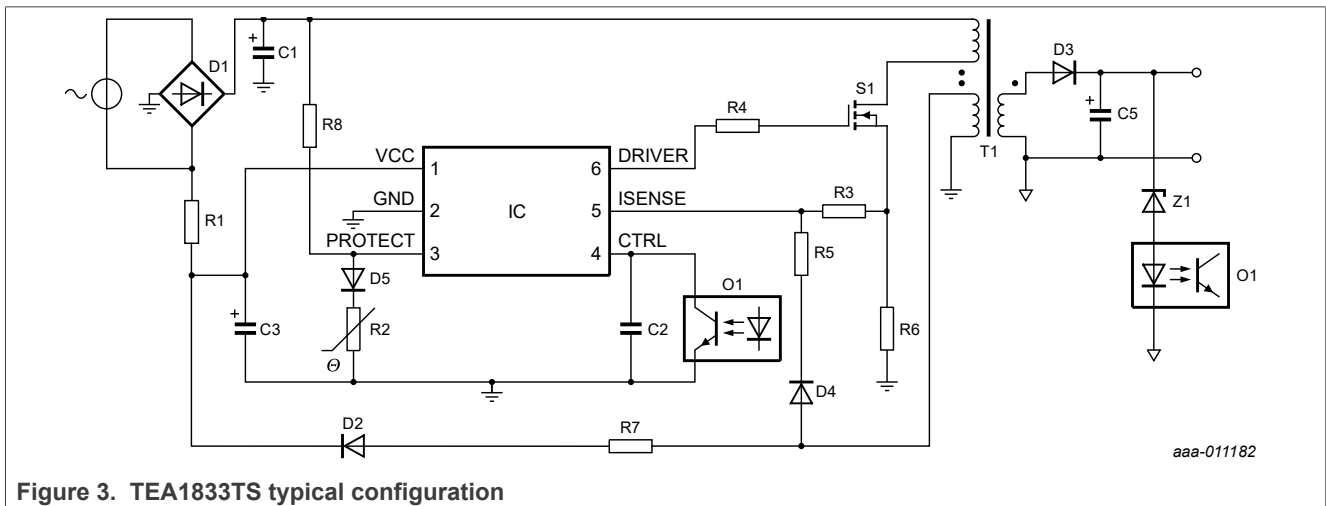 D1
C1
R8
R1
VCC
1
GND
2
PROTECT
3
IC
DRIVER
6
ISENSE
5
CTRL
4
R4
S1
R3
R5
R6
T1
D3
C5
Z1
O1
+
+
+
D5
R2
Θ
C3
C2
O1
D4
D2
R7
aaa-011182
Figure 3. TEA1833TS typical configuration